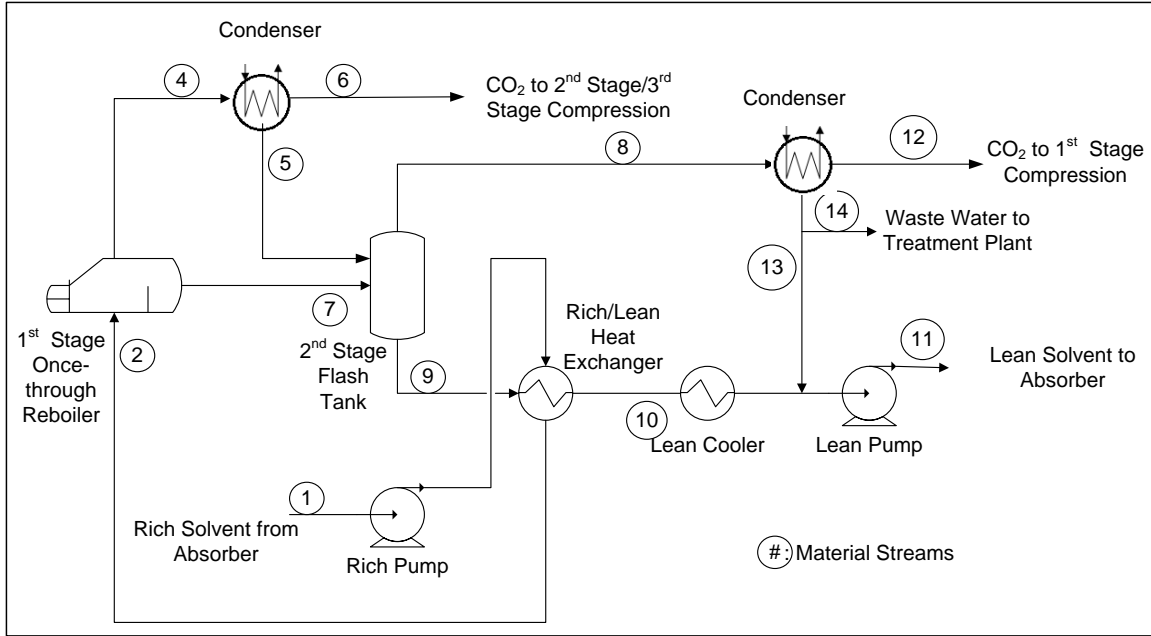 Condenser
4
6
CO2 to 2nd Stage/3rd
Stage Compression
Condenser
5
8
12
CO2 to 1st Stage
Compression
14
Waste Water to
Treatment Plant
13
7
1st Stage
Once-
through
Reboiler
2
2nd Stage
Flash
Tank
9
Rich/Lean
Heat
Exchanger
10
Lean Cooler
11
Lean Solvent to
Absorber
Lean Pump
1
Rich Solvent from
Absorber
Rich Pump
#: Material Streams